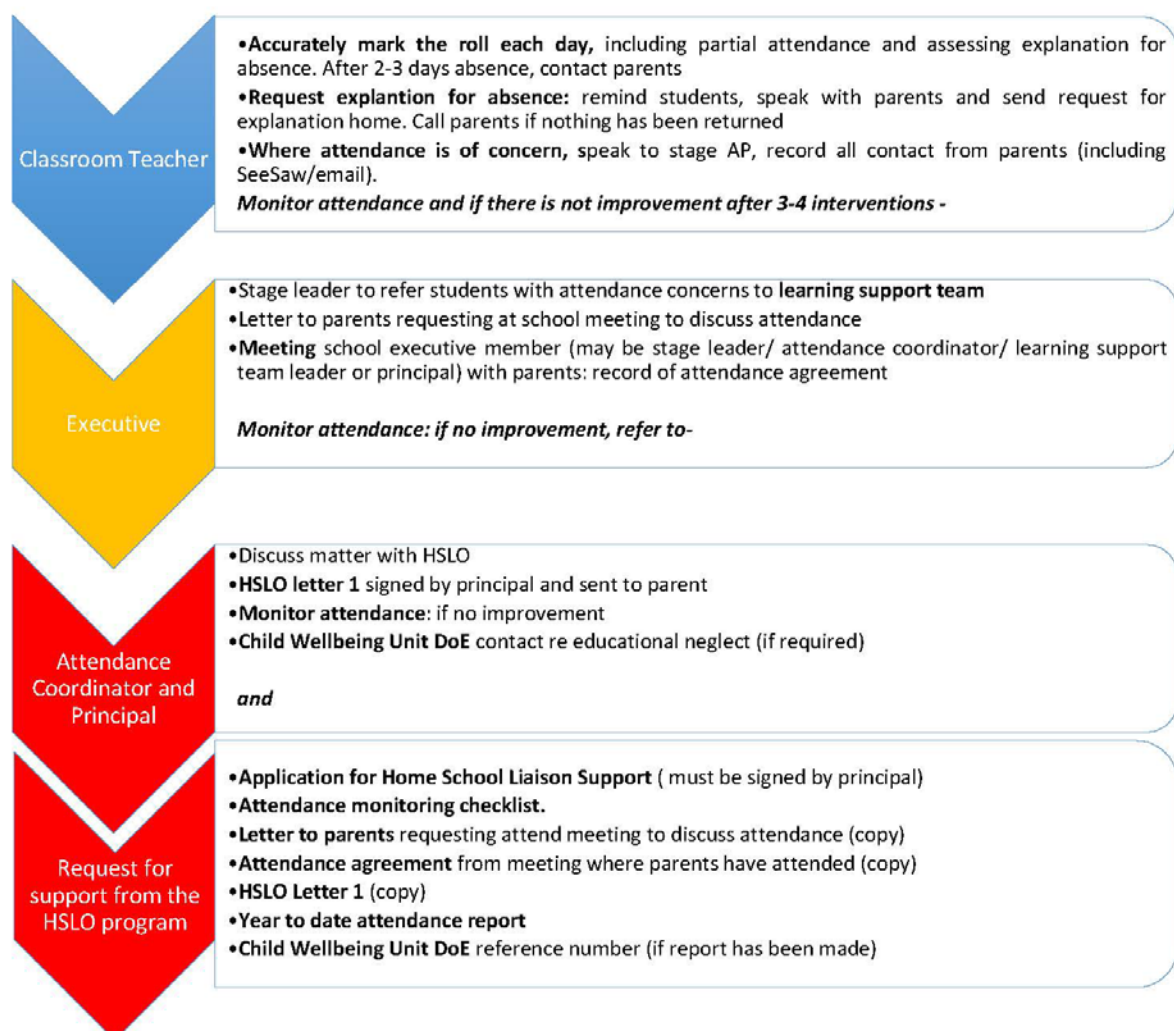 Classroom Teacher
•Accurately mark the roll each day, including partial attendance and assessing explanation for
absence. After 2-3 days absence, contact parents
•Request explantion for absence: remind students, speak with parents and send request for
explanation home. Call parents if nothing has been returned
•Where attendance is of concern, speak to stage AP, record all contact from parents (including
SeeSaw/email).
Monitor attendance and if there is not improvement after 3-4 interventions -
Executive
•Stage leader to refer students with attendance concerns to learning support team
•Letter to parents requesting at school meeting to discuss attendance
•Meeting school executive member (may be stage leader/ attendance coordinator/ learning support
team leader or principal) with parents: record of attendance agreement
Monitor attendance: if no improvement, refer to-
Attendance
Coordinator and
Principal
•Discuss matter with HSLO
•HSLO letter 1 signed by principal and sent to parent
•Monitor attendance: if no improvement
•Child Wellbeing Unit DoE contact re educational neglect (if required)
and
Request for
support from the
HSLO program
•Application for Home School Liaison Support ( must be signed by principal)
•Attendance monitoring checklist.
•Letter to parents requesting attend meeting to discuss attendance (copy)
•Attendance agreement from meeting where parents have attended (copy)
•HSLO Letter 1 (copy)
•Year to date attendance report
•Child Wellbeing Unit DoE reference number (if report has been made)